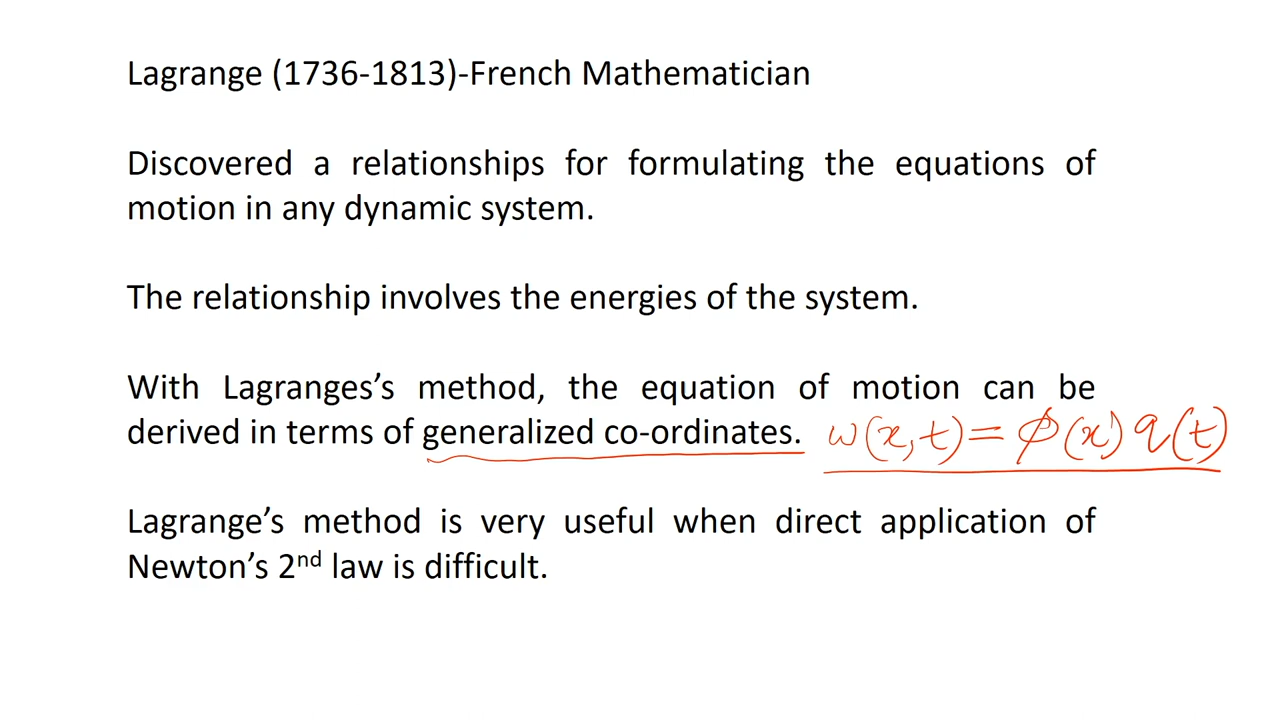 Lagrange (1736-1813)-French Mathematician
Discovered a relationships for formulating the equations of
motion in any dynamic system.
The relationship involves the energies of the system.
With Lagranges’s method, the equation of motion can be
derived in terms of generalized co-ordinates. w(x,t)=ϕ(x)q(t)
Lagrange’s method is very useful when direct application of
Newton’s 2nd law is difficult.